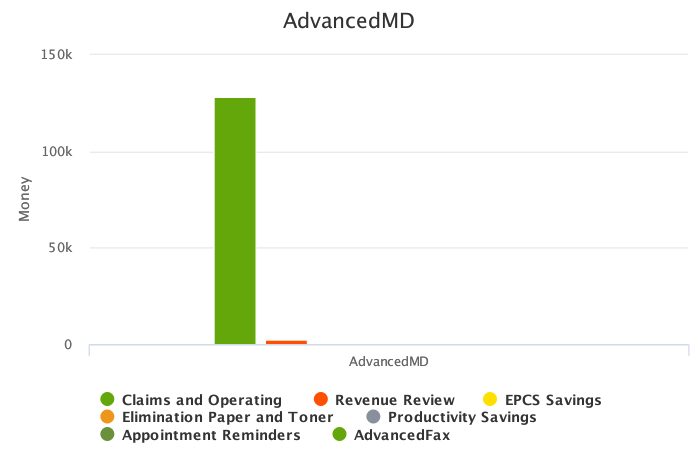 AdvancedMD
150k
100k
50k
0
Money
AdvancedMD
Claims and Operating Revenue Review EPCS Savings
Elimination Paper and Toner Productivity Savings
Appointment Reminders AdvancedFax